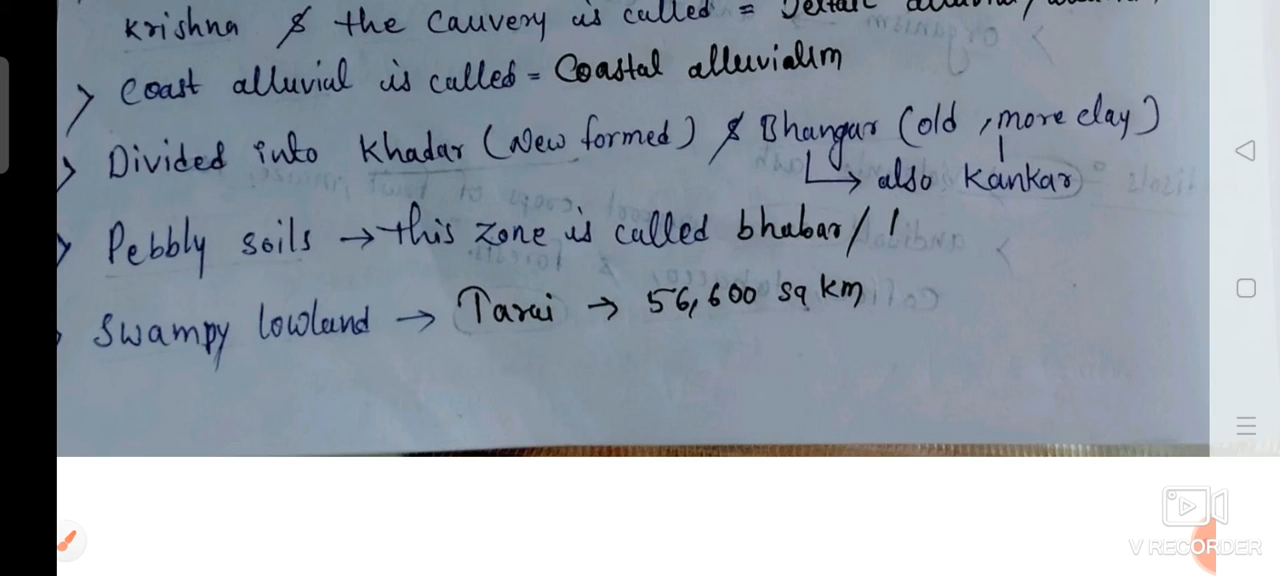 Krishna & the Cauvery is called =
> Coast alluvial is called = Coastal alluvialism
> Divided into Khadar (New formed) & Bhangar (old, more clay)
↳ also Kankar
> Pebbly soils → this zone is called bhabar /
Swampy lowland → Tarai → 56,600 sq km
V RECORDER